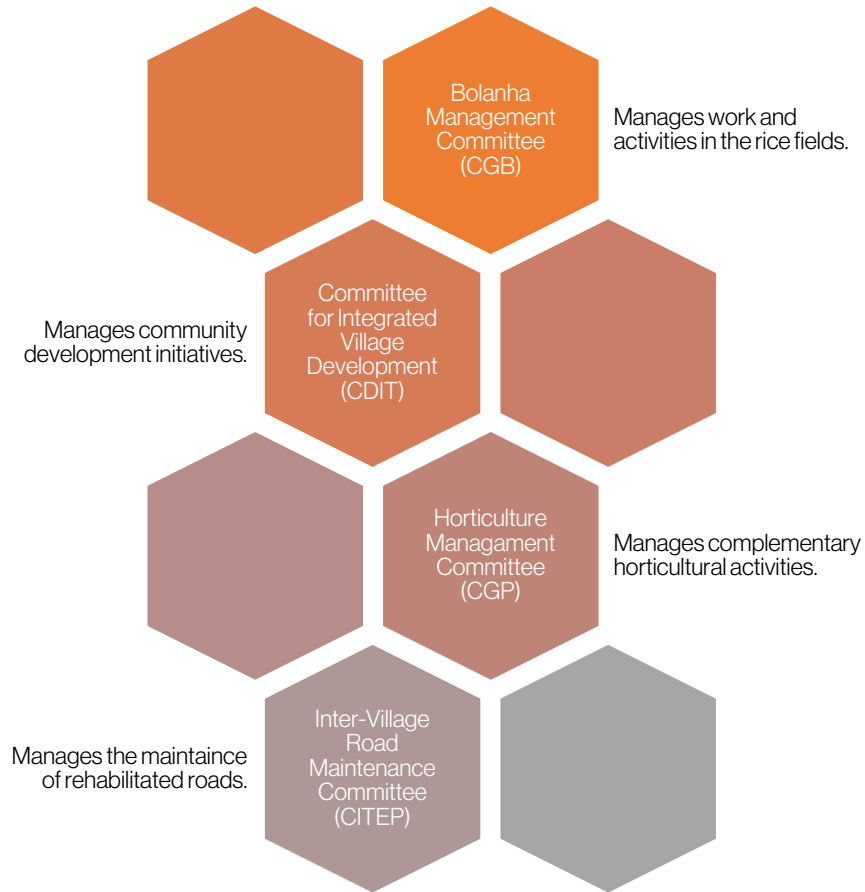 Bolanha
Management
Committee
(CGB)
Manages work and
activities in the rice fields.
Committee
for Integrated
Village
Development
(CDIT)
Manages community
development initiatives.
Horticulture
Managament
Committee
(CGP)
Manages complementary
horticultural activities.
Inter-Village
Road
Maintenance
Committee
(CITEP)
Manages the maintaince
of rehabilitated roads.